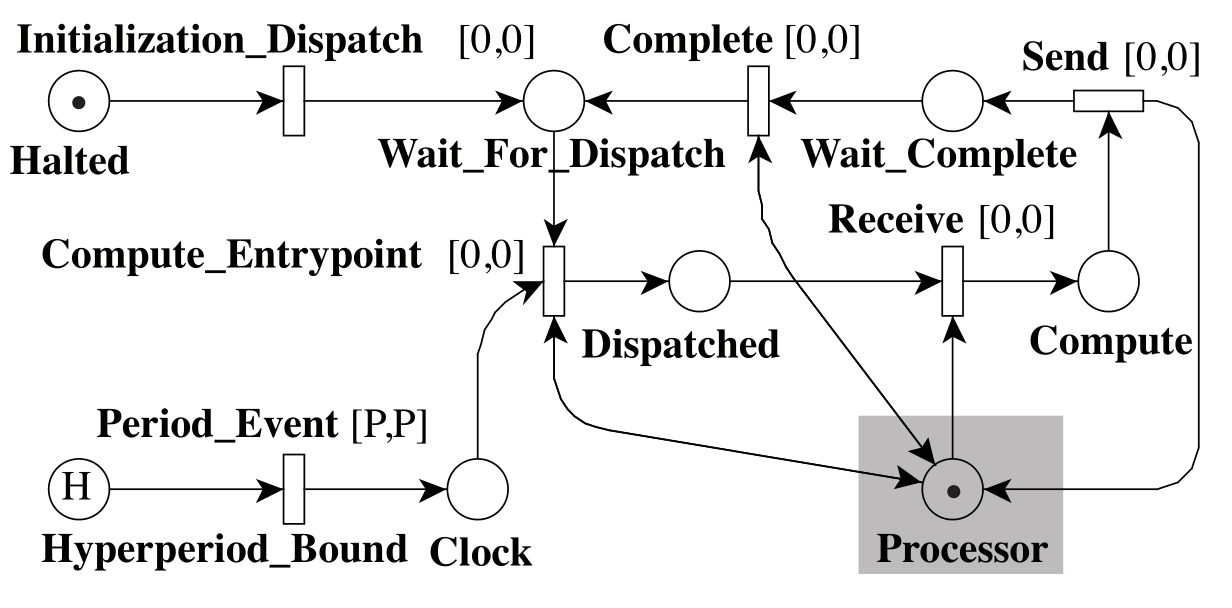 Initialization_Dispatch [0,0]
Complete [0,0]
Send [0,0]
Halted
Wait_For_Dispatch
Wait_Complete
Receive [0,0]
Compute_Entrypoint [0,0]
Dispatched
Compute
Period_Event [P,P]
H
Hyperperiod_Bound
Clock
Processor